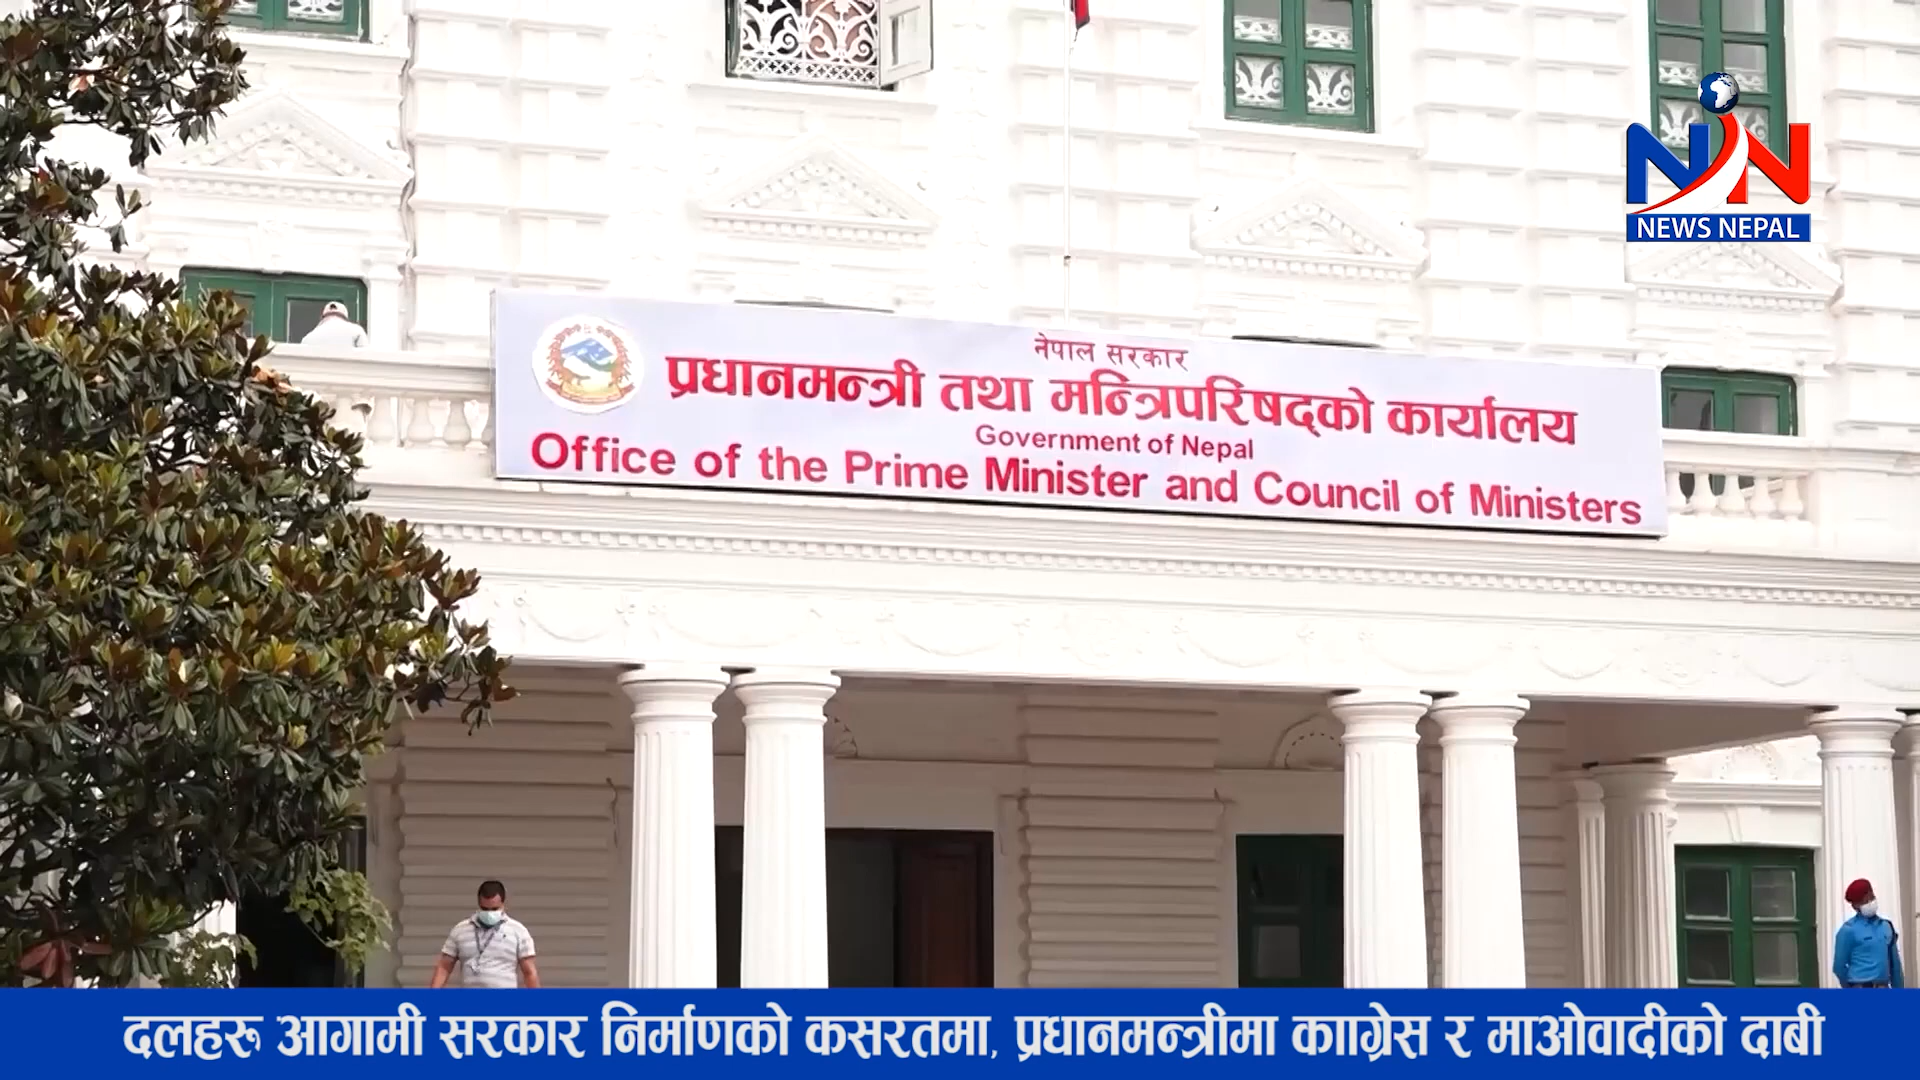 NN
NEWS NEPAL
नेपाल सरकार
प्रधानमन्त्री तथा मन्त्रिपरिषद्को कार्यालय
Government of Nepal
Office of the Prime Minister and Council of Ministers
दलहरू आगामी सरकार निर्माणको कसरतमा, प्रधानमन्त्रीमा काग्रेस र माओवादीको दाबी